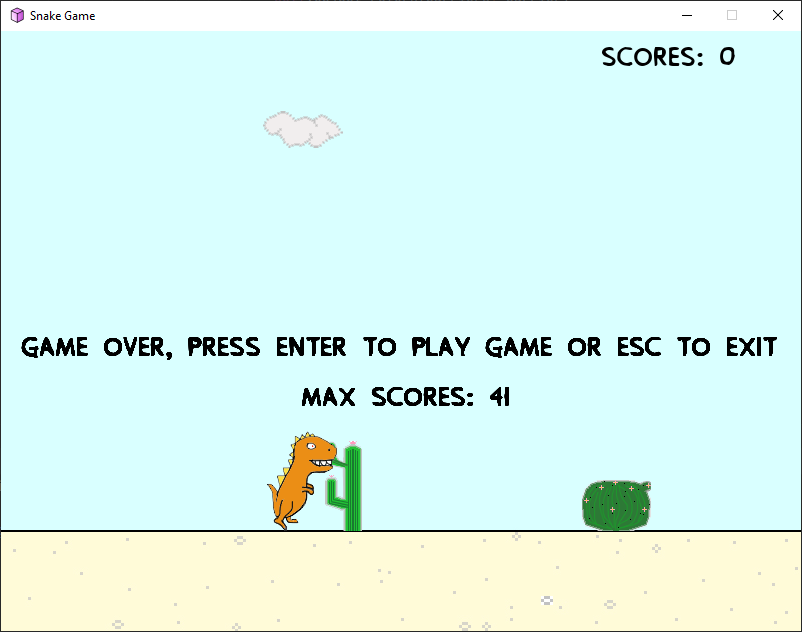 Snake Game
SCORES: 0
GAME OVER, PRESS ENTER TO PLAY GAME OR ESC TO EXIT
MAX SCORES: 41